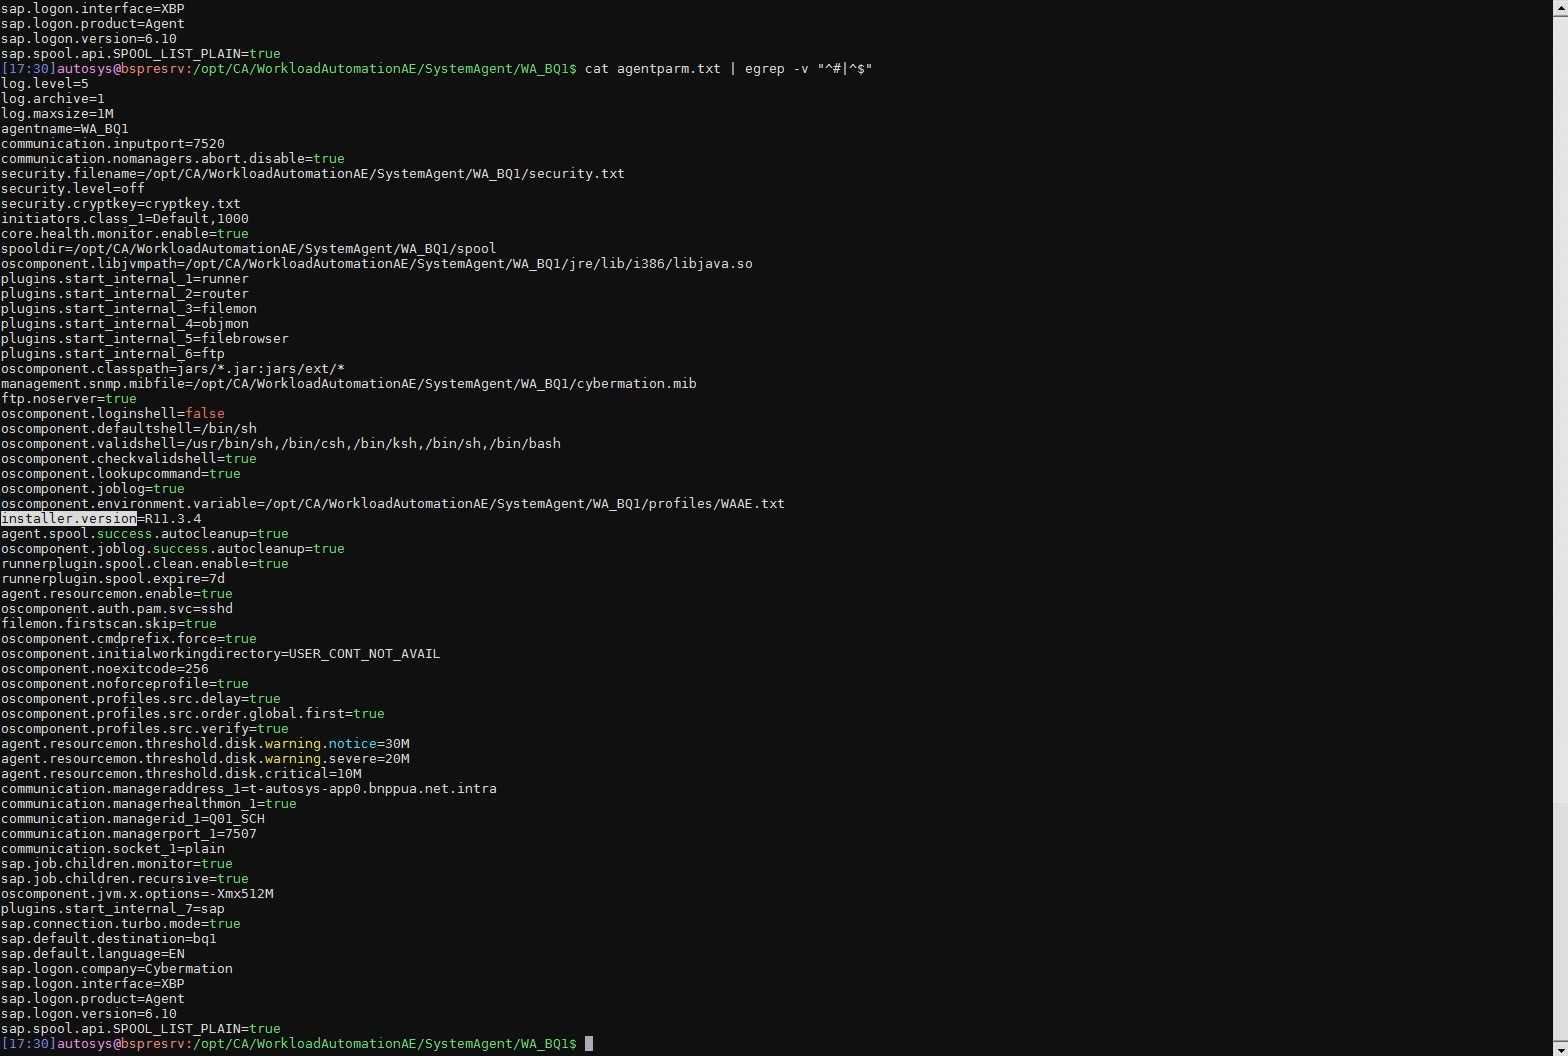 sap.logon.interface=XBP
sap.logon.product=Agent
sap.logon.version=6.10
sap.spool.api.SPOOL_LIST_PLAIN=true
[17:30]autosys@bspresrv:/opt/CA/WorkloadAutomationAE/SystemAgent/WA_BQ1$ cat agentparm.txt | egrep -v "^#|^$"
log.level=5
log.archive=1
log.maxsize=1M
agentname=WA_BQ1
communication.inputport=7520
communication.nomanagers.abort.disable=true
security.filename=/opt/CA/WorkloadAutomationAE/SystemAgent/WA_BQ1/security.txt
security.level=off
security.cryptkey=cryptkey.txt
initiators.class_1=Default,1000
core.health.monitor.enable=true
spooldir=/opt/CA/WorkloadAutomationAE/SystemAgent/WA_BQ1/spool
oscomponent.libjvmpath=/opt/CA/WorkloadAutomationAE/SystemAgent/WA_BQ1/jre/lib/i386/libjava.so
plugins.start_internal_1=runner
plugins.start_internal_2=router
plugins.start_internal_3=filemon
plugins.start_internal_4=objmon
plugins.start_internal_5=filebrowser
plugins.start_internal_6=ftp
oscomponent.classpath=jars/*.jar:jars/ext/*
management.snmp.mibfile=/opt/CA/WorkloadAutomationAE/SystemAgent/WA_BQ1/cybermation.mib
ftp.noserver=true
oscomponent.loginshell=false
oscomponent.defaultshell=/bin/sh
oscomponent.validshell=/usr/bin/sh,/bin/csh,/bin/ksh,/bin/sh,/bin/bash
oscomponent.checkvalidshell=true
oscomponent.lookupcommand=true
oscomponent.joblog=true
oscomponent.environment.variable=/opt/CA/WorkloadAutomationAE/SystemAgent/WA_BQ1/profiles/WAAE.txt
installer.version=R11.3.4
agent.spool.success.autocleanup=true
oscomponent.joblog.success.autocleanup=true
runnerplugin.spool.clean.enable=true
runnerplugin.spool.expire=7d
agent.resourcemon.enable=true
oscomponent.auth.pam.svc=sshd
filemon.firstscan.skip=true
oscomponent.cmdprefix.force=true
oscomponent.initialworkingdirectory=USER_CONT_NOT_AVAIL
oscomponent.noexitcode=256
oscomponent.noforceprofile=true
oscomponent.profiles.src.delay=true
oscomponent.profiles.src.order.global.first=true
oscomponent.profiles.src.verify=true
agent.resourcemon.threshold.disk.warning.notice=30M
agent.resourcemon.threshold.disk.warning.severe=20M
agent.resourcemon.threshold.disk.critical=10M
communication.manageraddress_1=t-autosys-app0.bnppua.net.intra
communication.managerhealthmon_1=true
communication.managerid_1=Q01_SCH
communication.managerport_1=7507
communication.socket_1=plain
sap.job.children.monitor=true
sap.job.children.recursive=true
oscomponent.jvm.x.options=-Xmx512M
plugins.start_internal_7=sap
sap.connection.turbo.mode=true
sap.default.destination=bq1
sap.default.language=EN
sap.logon.company=Cybermation
sap.logon.interface=XBP
sap.logon.product=Agent
sap.logon.version=6.10
sap.spool.api.SPOOL_LIST_PLAIN=true
[17:30]autosys@bspresrv:/opt/CA/WorkloadAutomationAE/SystemAgent/WA_BQ1$